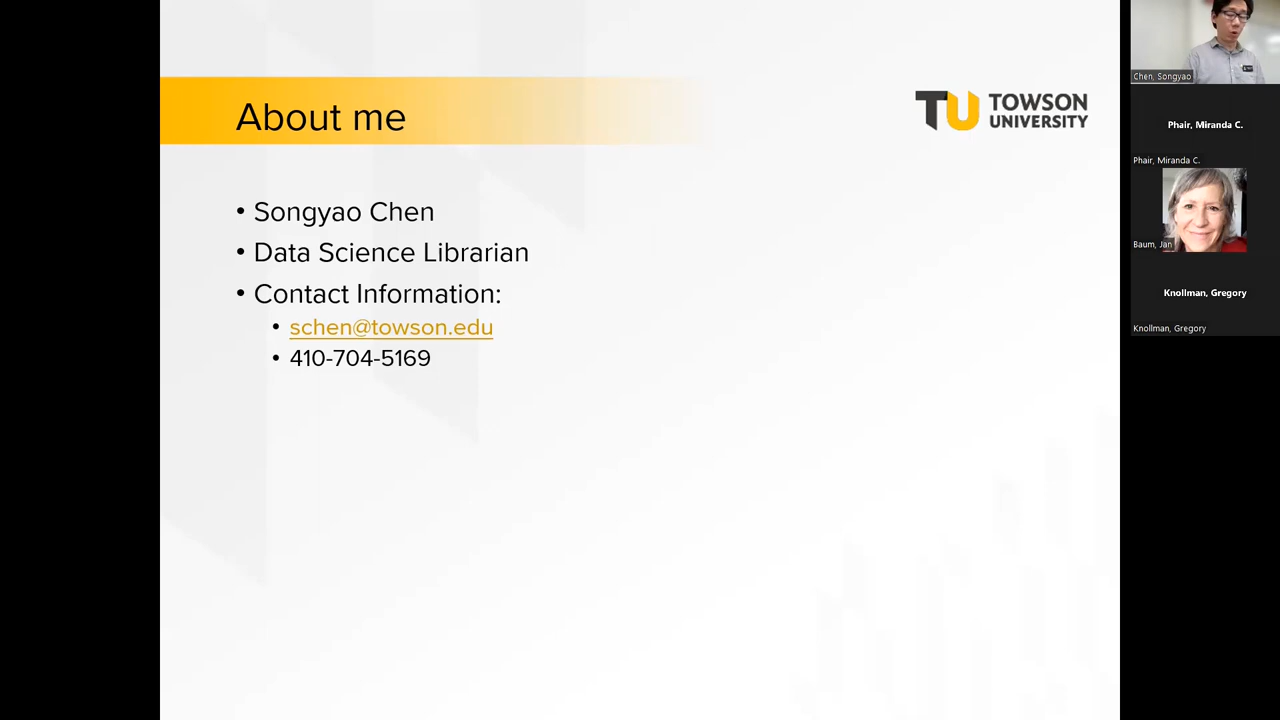 About me
TU TOWSON
UNIVERSITY
• Songyao Chen
• Data Science Librarian
• Contact Information:
• schen@towson.edu
• 410-704-5169
Chen, Songyao
Phair, Miranda C.
Phair, Miranda C.
Baum, Jan
Knollman, Gregory
Knollman, Gregory